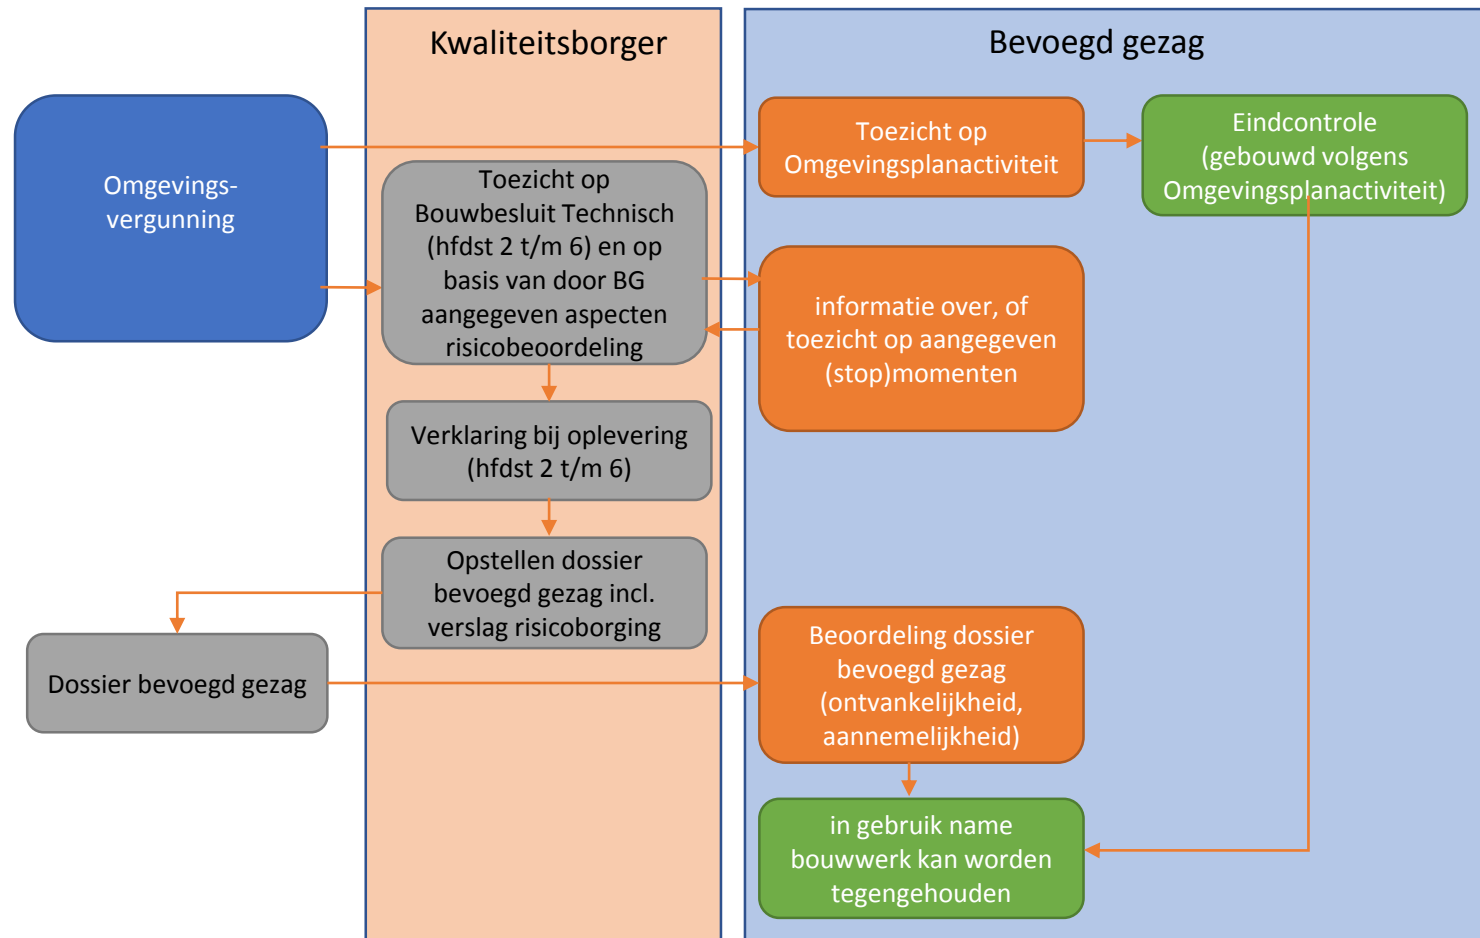 Kwaliteitsborger
Bevoegd gezag
Omgevings-
vergunning
Toezicht op
Omgevingsplanactiviteit
Eindcontrole
(gebouwd volgens
Omgevingsplanactiviteit)
Toezicht op
Bouwbesluit Technisch
(hfdst 2 t/m 6) en op
basis van door BG
aangegeven aspecten
risicobeoordeling
informatie over, of
toezicht op aangegeven
(stop)momenten
Verklaring bij oplevering
(hfdst 2 t/m 6)
Opstellen dossier
bevoegd gezag incl.
verslag risicoborging
Dossier bevoegd gezag
Beoordeling dossier
bevoegd gezag
(ontvankelijkheid,
aannemelijkheid)
in gebruik name
bouwwerk kan worden
tegengehouden